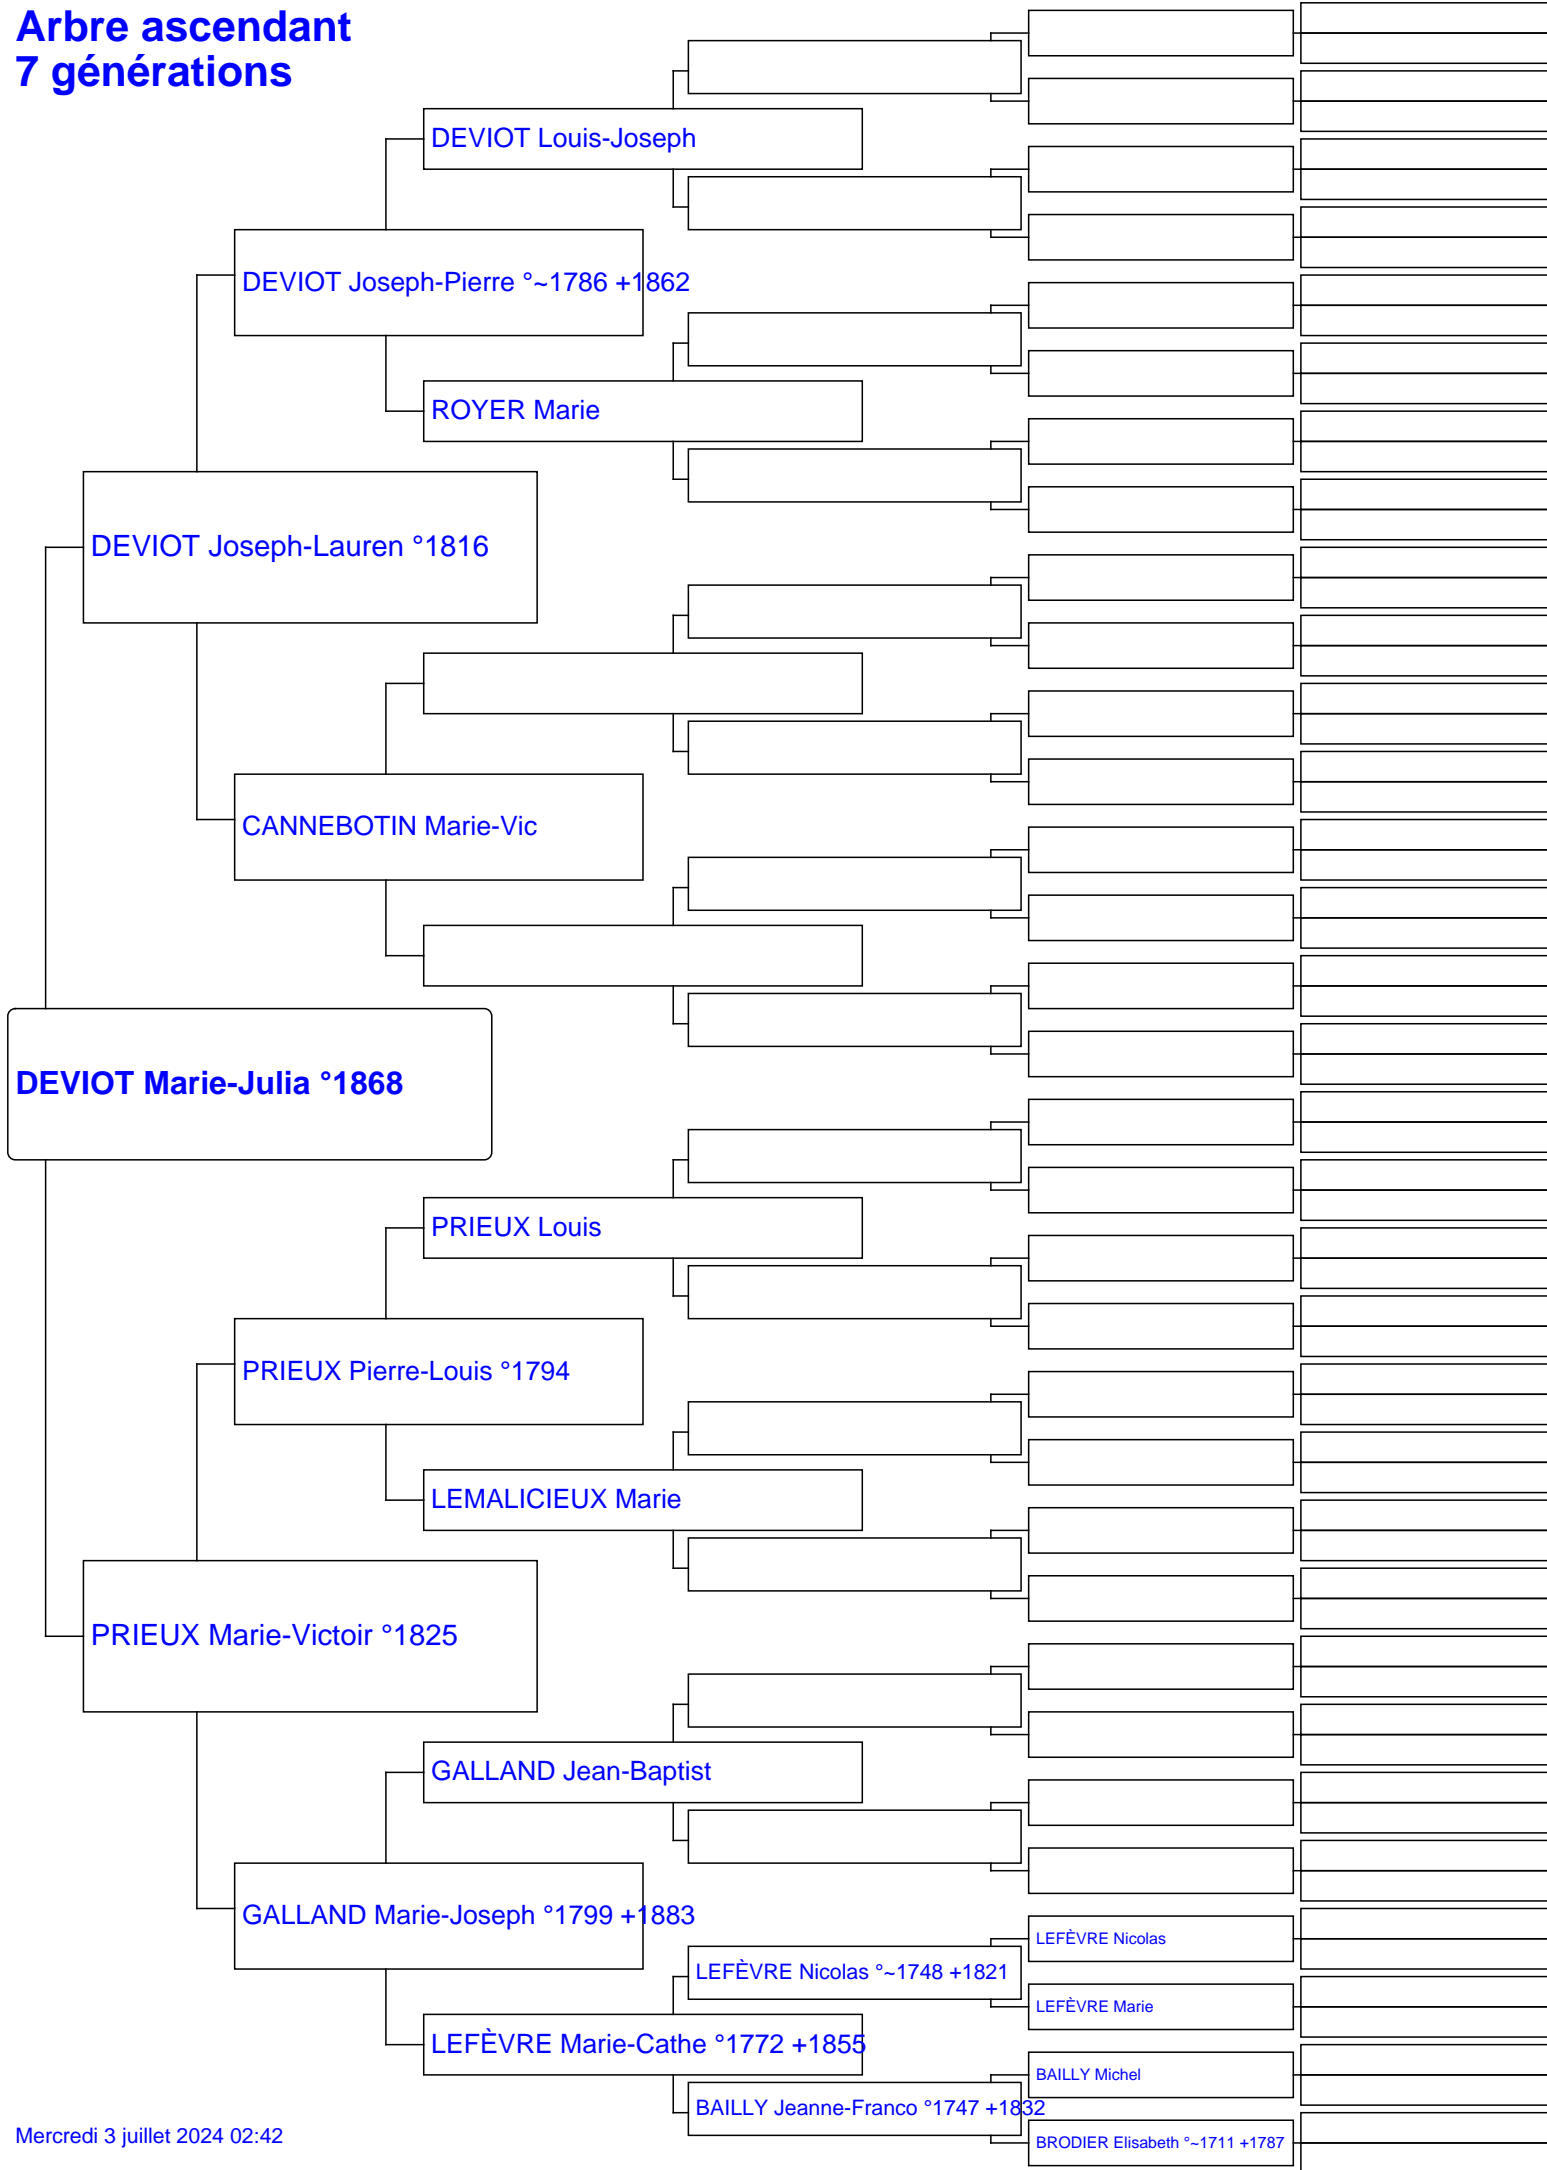 Arbre ascendant
7 générations
DEVIOT Louis-Joseph
DEVIOT Joseph-Pierre °~1786 +1862
ROYER Marie
DEVIOT Joseph-Lauren °1816
CANNEBOTIN Marie-Vic
DEVIOT Marie-Julia °1868
PRIEUX Louis
PRIEUX Pierre-Louis °1794
LEMALICIEUX Marie
PRIEUX Marie-Victoir °1825
GALLAND Jean-Baptist
GALLAND Marie-Joseph °1799 +1883
LEFÈVRE Nicolas
LEFÈVRE Nicolas °~1748 +1821
LEFÈVRE Marie
LEFÈVRE Marie-Cathe °1772 +1855
BAILLY Michel
BAILLY Jeanne-Franco °1747 +1832
BRODIER Elisabeth °~1711 +1787
Mercredi 3 juillet 2024 02:42